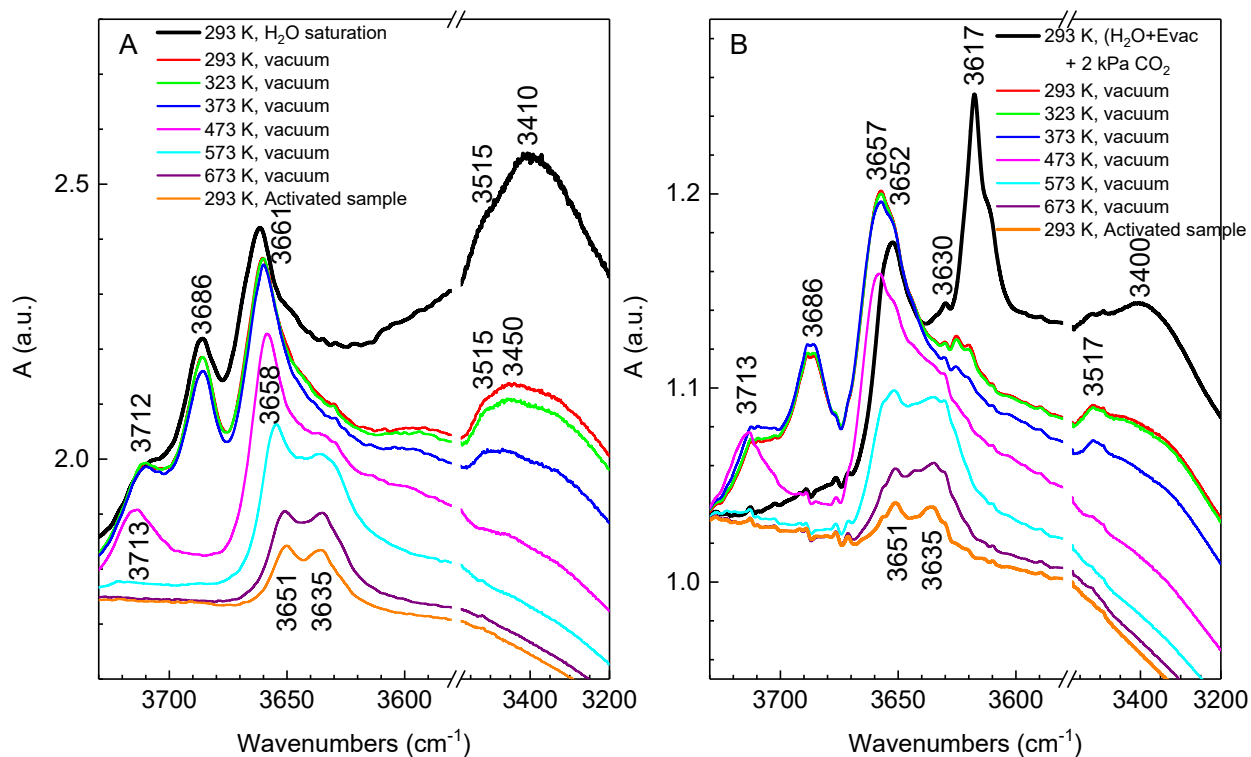 A
293 K, H2O saturation
293 K, vacuum
323 K, vacuum
373 K, vacuum
473 K, vacuum
573 K, vacuum
673 K, vacuum
293 K, Activated sample
3712
3713
3686
3661
3658
3651
3635
3515
3410
3515
3450
2.5
2.0
A (a.u.)
3700
3650
3600
3400
3200
Wavenumbers (cm-1)
B
293 K, (H2O+Evac
+ 2 kPa CO2
293 K, vacuum
323 K, vacuum
373 K, vacuum
473 K, vacuum
573 K, vacuum
673 K, vacuum
293 K, Activated sample
3713
3686
3657
3652
3630
3617
3400
3517
3651
3635
1.2
1.1
1.0
A (a.u.)
3700
3650
3600
3400
3200
Wavenumbers (cm-1)